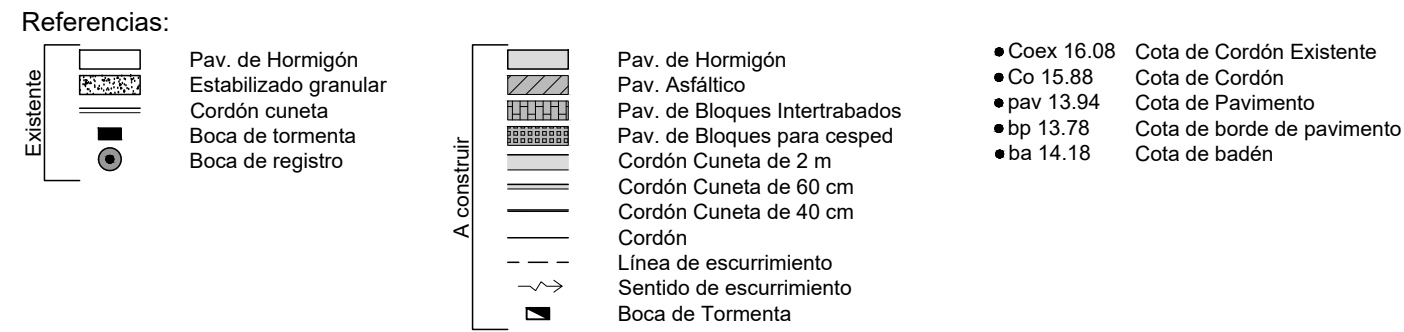 Referencias:
Existente
Pav. de Hormigón
Estabilizado granular
Cordón cuneta
Boca de tormenta
Boca de registro
A construir
Pav. de Hormigón
Pav. Asfáltico
Pav. de Bloques Intertrabados
Pav. de Bloques para cesped
Cordón Cuneta de 2 m
Cordón Cuneta de 60 cm
Cordón Cuneta de 40 cm
Cordón
Línea de escurrimiento
Sentido de escurrimiento
Boca de Tormenta
Coex 16.08 Cota de Cordón Existente
Co 15.88 Cota de Cordón
pav 13.94 Cota de Pavimento
bp 13.78 Cota de borde de pavimento
ba 14.18 Cota de badén